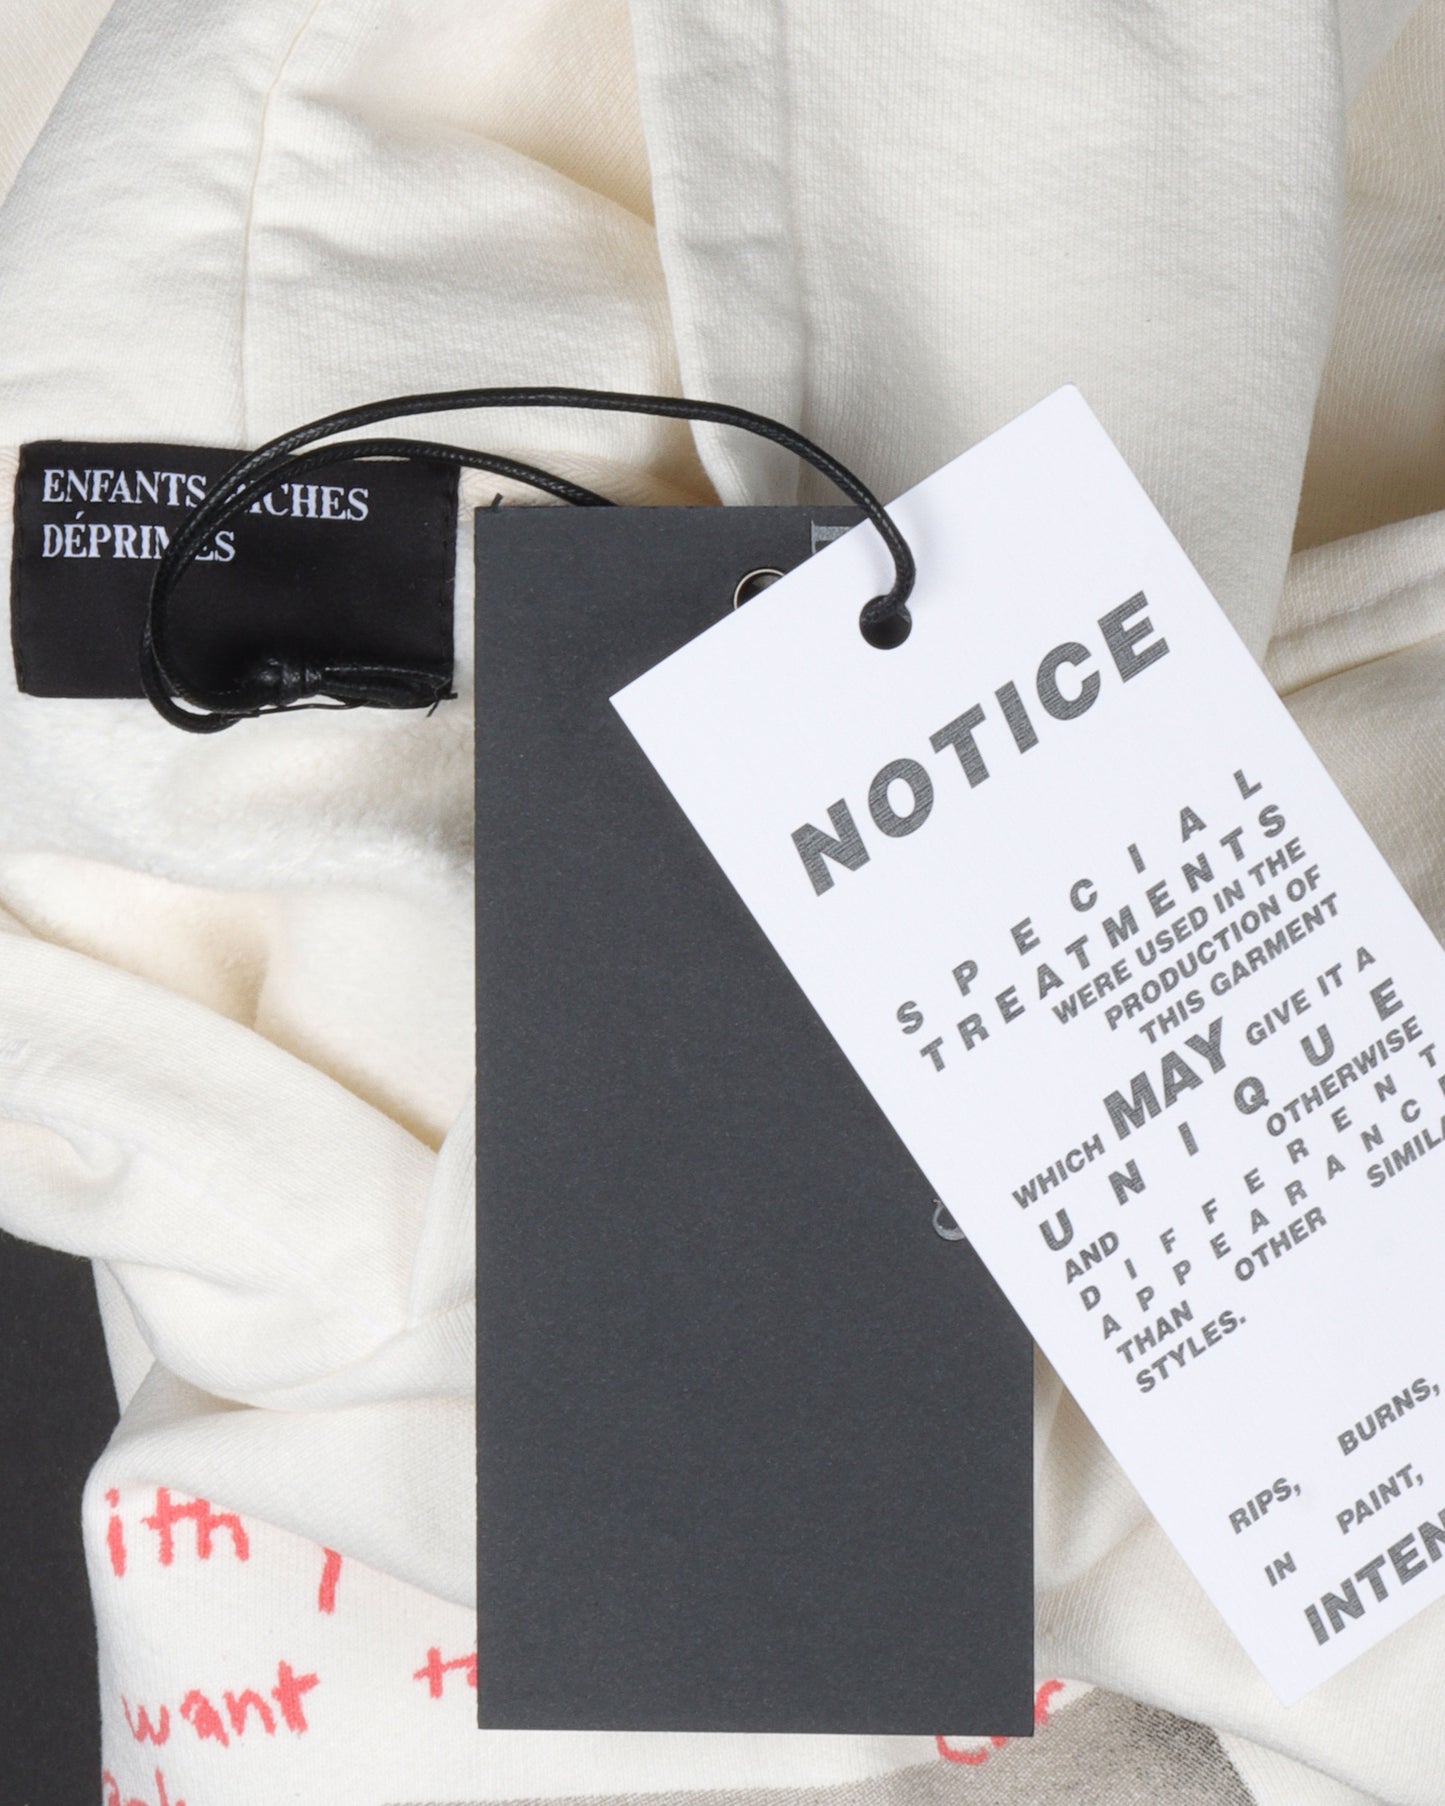 ENFANTS RICHES
DÉPRIMÉS
NOTICE
SPECIAL
TREATMENTS
WERE USED IN THE
PRODUCTION OF
THIS GARMENT
WHICH MAY GIVE IT A
UNIQUE
AND OTHERWISE
DIFFERENT
APPEARANCE
THAN OTHER SIMILA
STYLES.
RIPS, BURNS,
IN PAINT,
INTEN
ith
want